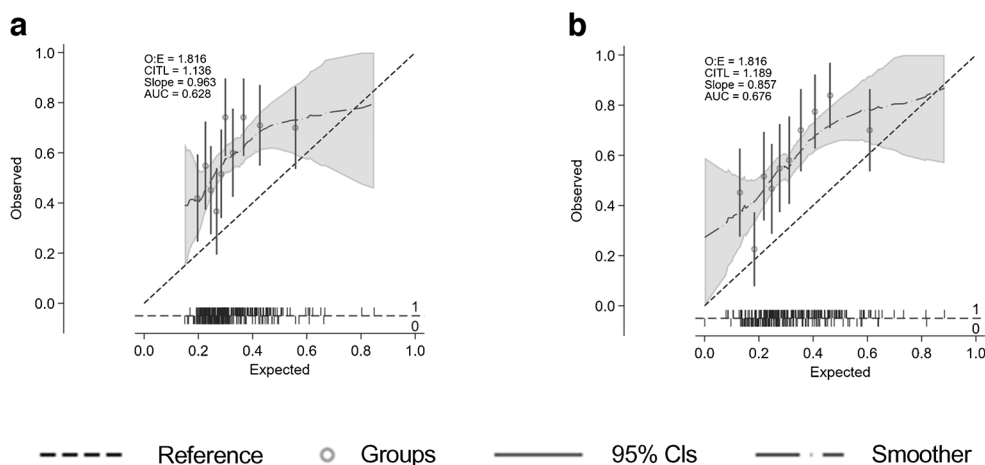 a
O:E = 1.816
CITL = 1.136
Slope = 0.963
AUC = 0.628
1.0
0.8
0.6
0.4
0.2
0.0
Observed
1
0
0.0 0.2 0.4 0.6 0.8 1.0
Expected
b
O:E = 1.816
CITL = 1.189
Slope = 0.857
AUC = 0.676
1.0
0.8
0.6
0.4
0.2
0.0
Observed
1
0
0.0 0.2 0.4 0.6 0.8 1.0
Expected
Reference Groups 95% CIs Smoother